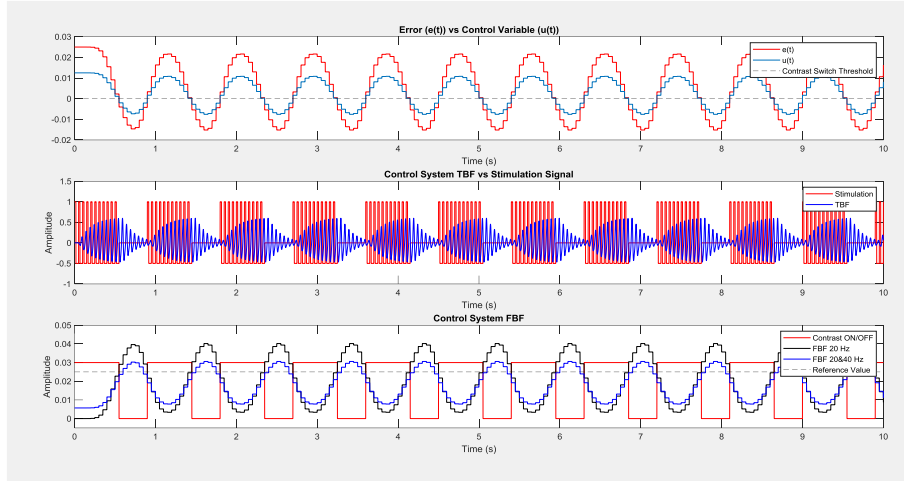 Error (e(t)) vs Control Variable (u(t))
0.03
0.02
0.01
0
-0.01
-0.02
e(t)
u(t)
Contrast Switch Threshold
0 1 2 3 4 5 6 7 8 9 10
Time (s)
Control System TBF vs Stimulation Signal
1.5
1
0.5
0
-0.5
-1
Amplitude
Stimulation
TBF
0 1 2 3 4 5 6 7 8 9 10
Time (s)
Control System FBF
0.05
0.04
0.03
0.02
0.01
0
Amplitude
Contrast ON/OFF
FBF 20 Hz
FBF 20&40 Hz
Reference Value
0 1 2 3 4 5 6 7 8 9 10
Time (s)